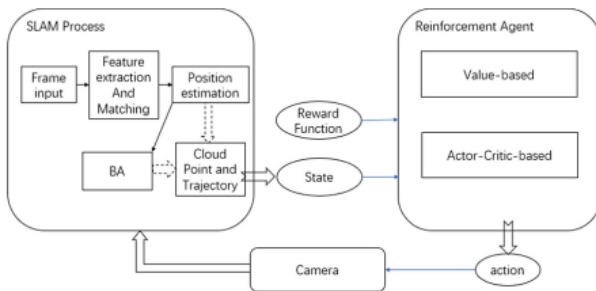 SLAM Process
Frame
input
Feature
extraction
And
Matching
Position
estimation
BA
Cloud
Point and
Trajectory
Reward
Function
State
Reinforcement Agent
Value-based
Actor-Critic-based
Camera
action